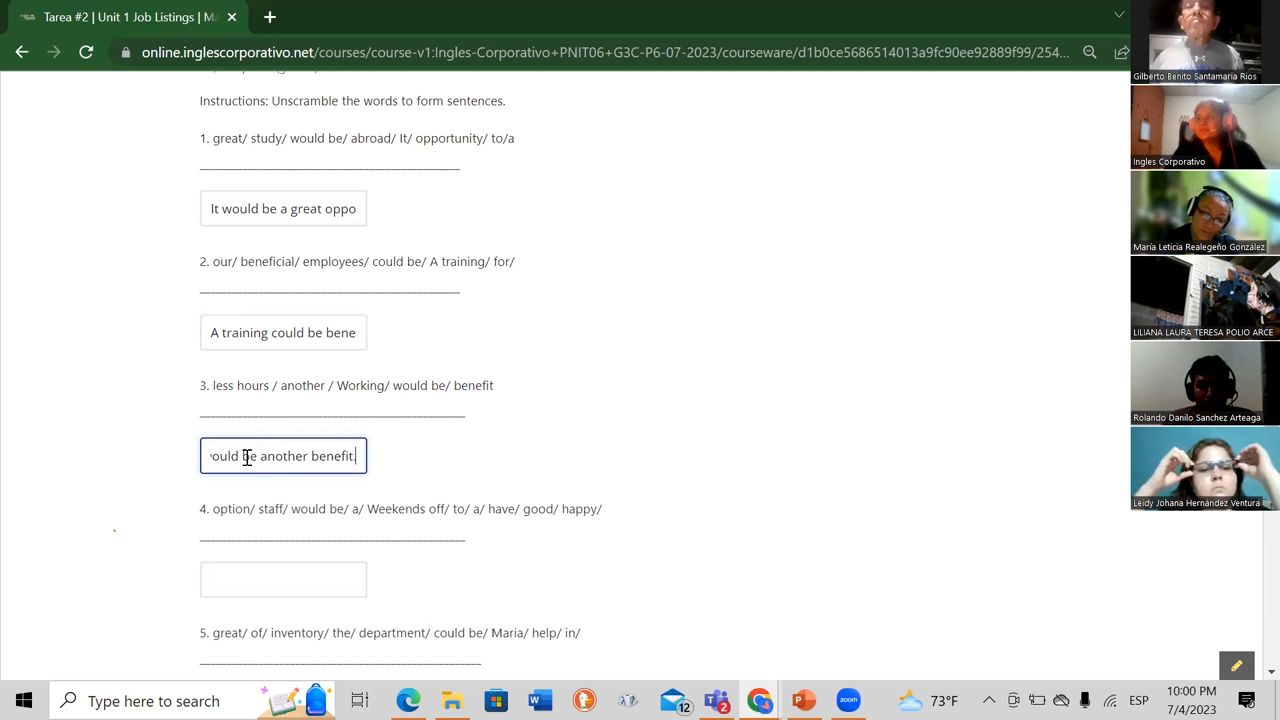 Tarea #2 | Unit 1 Job Listings | Ma
online.inglescorporativo.net/courses/course-v1:Ingles-Corporativo+PNIT06+G3C-P6-07-2023/courseware/d1b0ce5686514013a9fc90ee92889f99/254...
Instructions: Unscramble the words to form sentences.
1. great/ study/ would be/ abroad/ It/ opportunity/ to/a
It would be a great oppo
2. our/ beneficial/ employees/ could be/ A training/ for/
A training could be bene
3. less hours / another / Working/ would be/ benefit
ould be another benefit.
4. option/ staff/ would be/ a/ Weekends off/ to/ a/ have/ good/ happy/
5. great/ of/ inventory/ the/ department/ could be/ Maria/ help/ in/
Gilberto Benito Santamaria Rios
Ingles Corporativo
María Leticia Realegeño González
LILIANA LAURA TERESA POLIO ARCE
Rolando Danilo Sanchez Arteaga
Leidy Johana Hernández Ventura
Type here to search
12
2
zoom
73°F
ESP
10:00 PM
7/4/2023